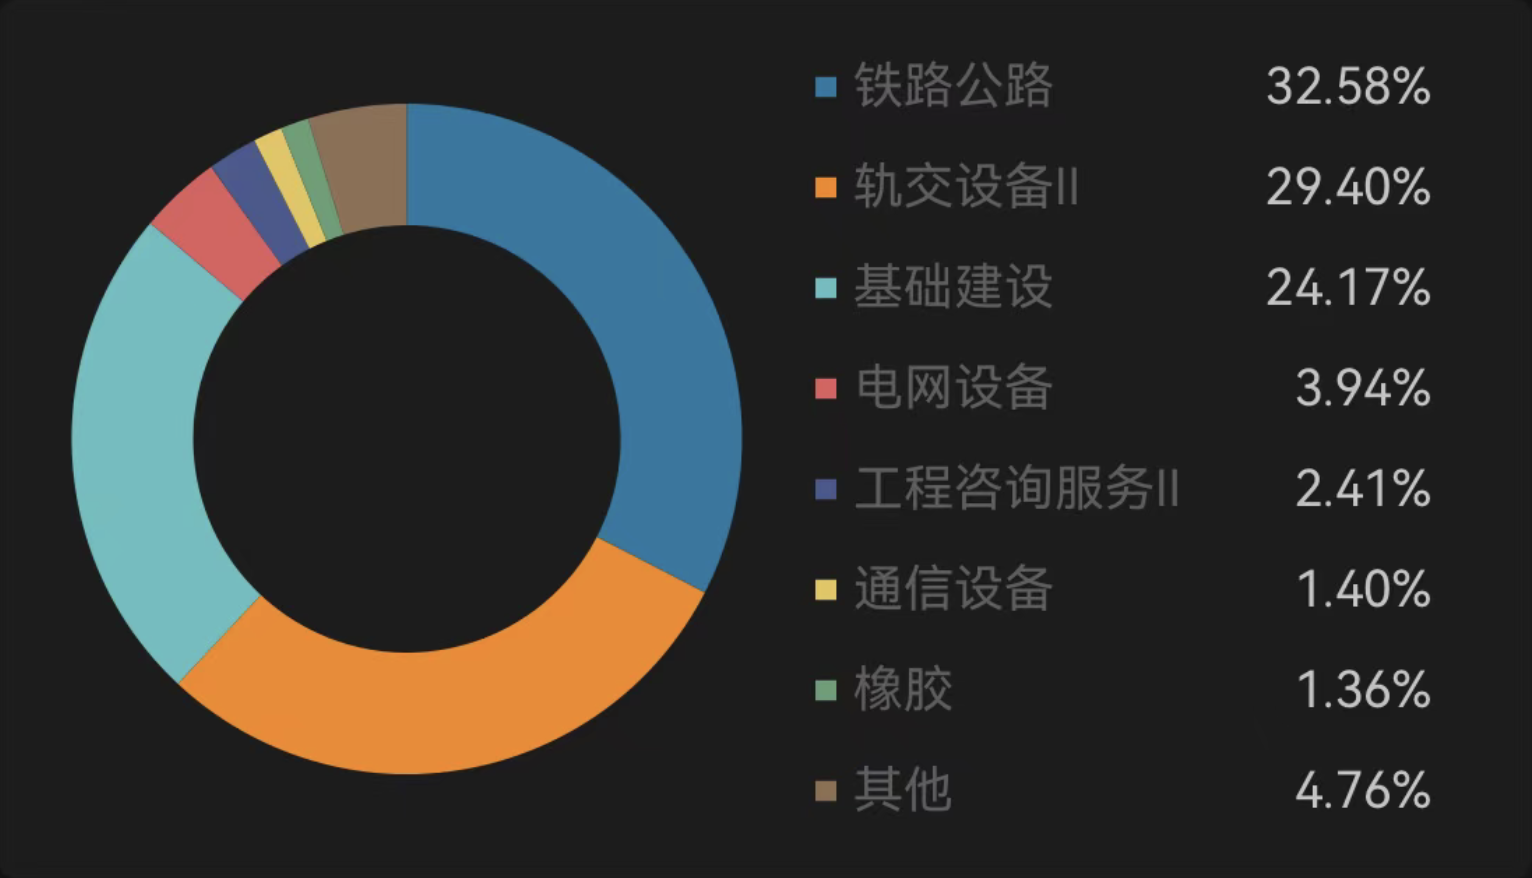 铁路公路 32.58%
轨交设备II 29.40%
基础建设 24.17%
电网设备 3.94%
工程咨询服务II 2.41%
通信设备 1.40%
橡胶 1.36%
其他 4.76%